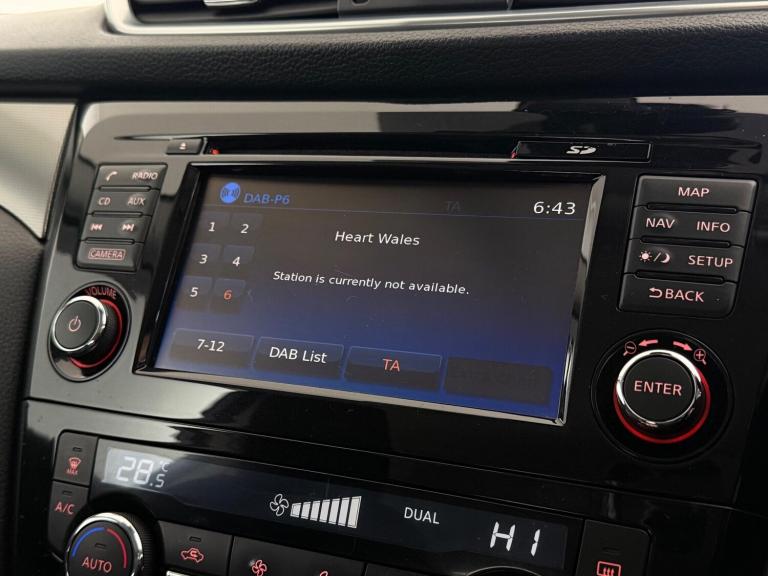 SD
RADIO
CD AUX
CAMERA
VOLUME
DAB-P6 TA 6:43
1 2
3 4
5 6
Heart Wales
Station is currently not available.
7-12 DAB List TA
MAP
NAV INFO
SETUP
BACK
ENTER
MAX
A/C
28.5 °C
AUTO
DUAL
HI